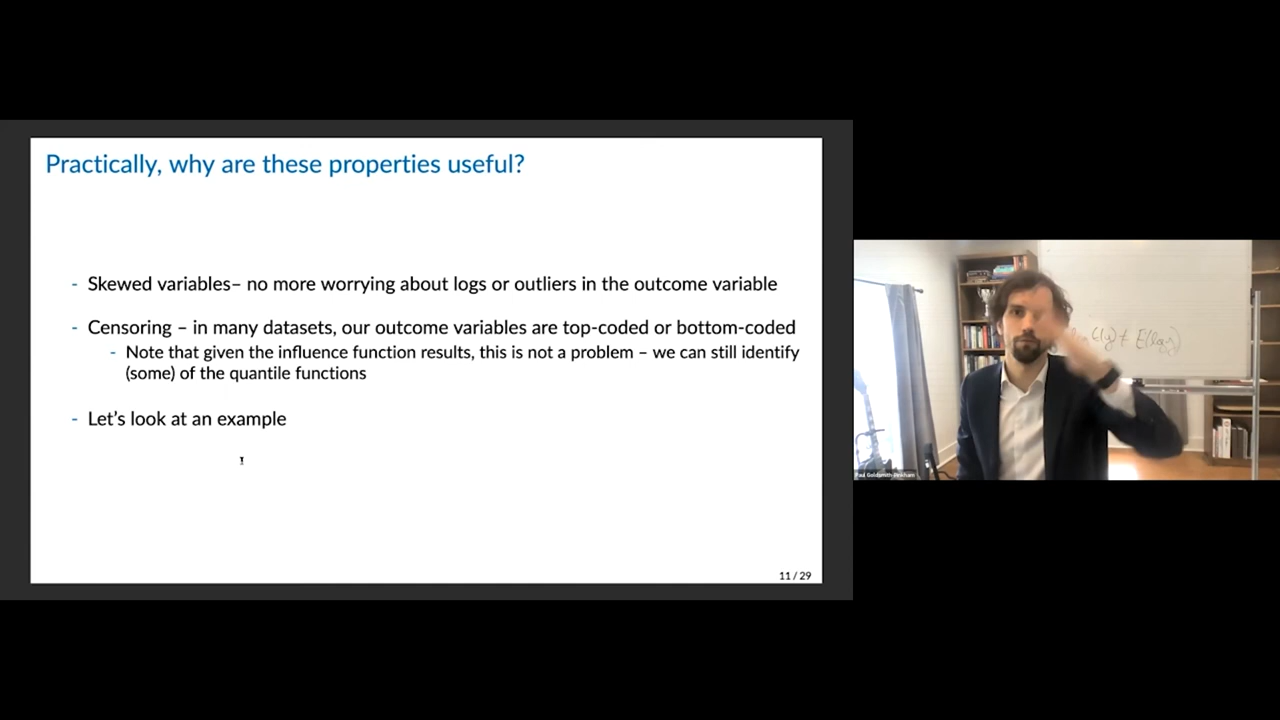 Practically, why are these properties useful?
- Skewed variables– no more worrying about logs or outliers in the outcome variable
- Censoring – in many datasets, our outcome variables are top-coded or bottom-coded
- Note that given the influence function results, this is not a problem – we can still identify
(some) of the quantile functions
- Let's look at an example
11 / 29
Paul Goldsmith-Pinkham